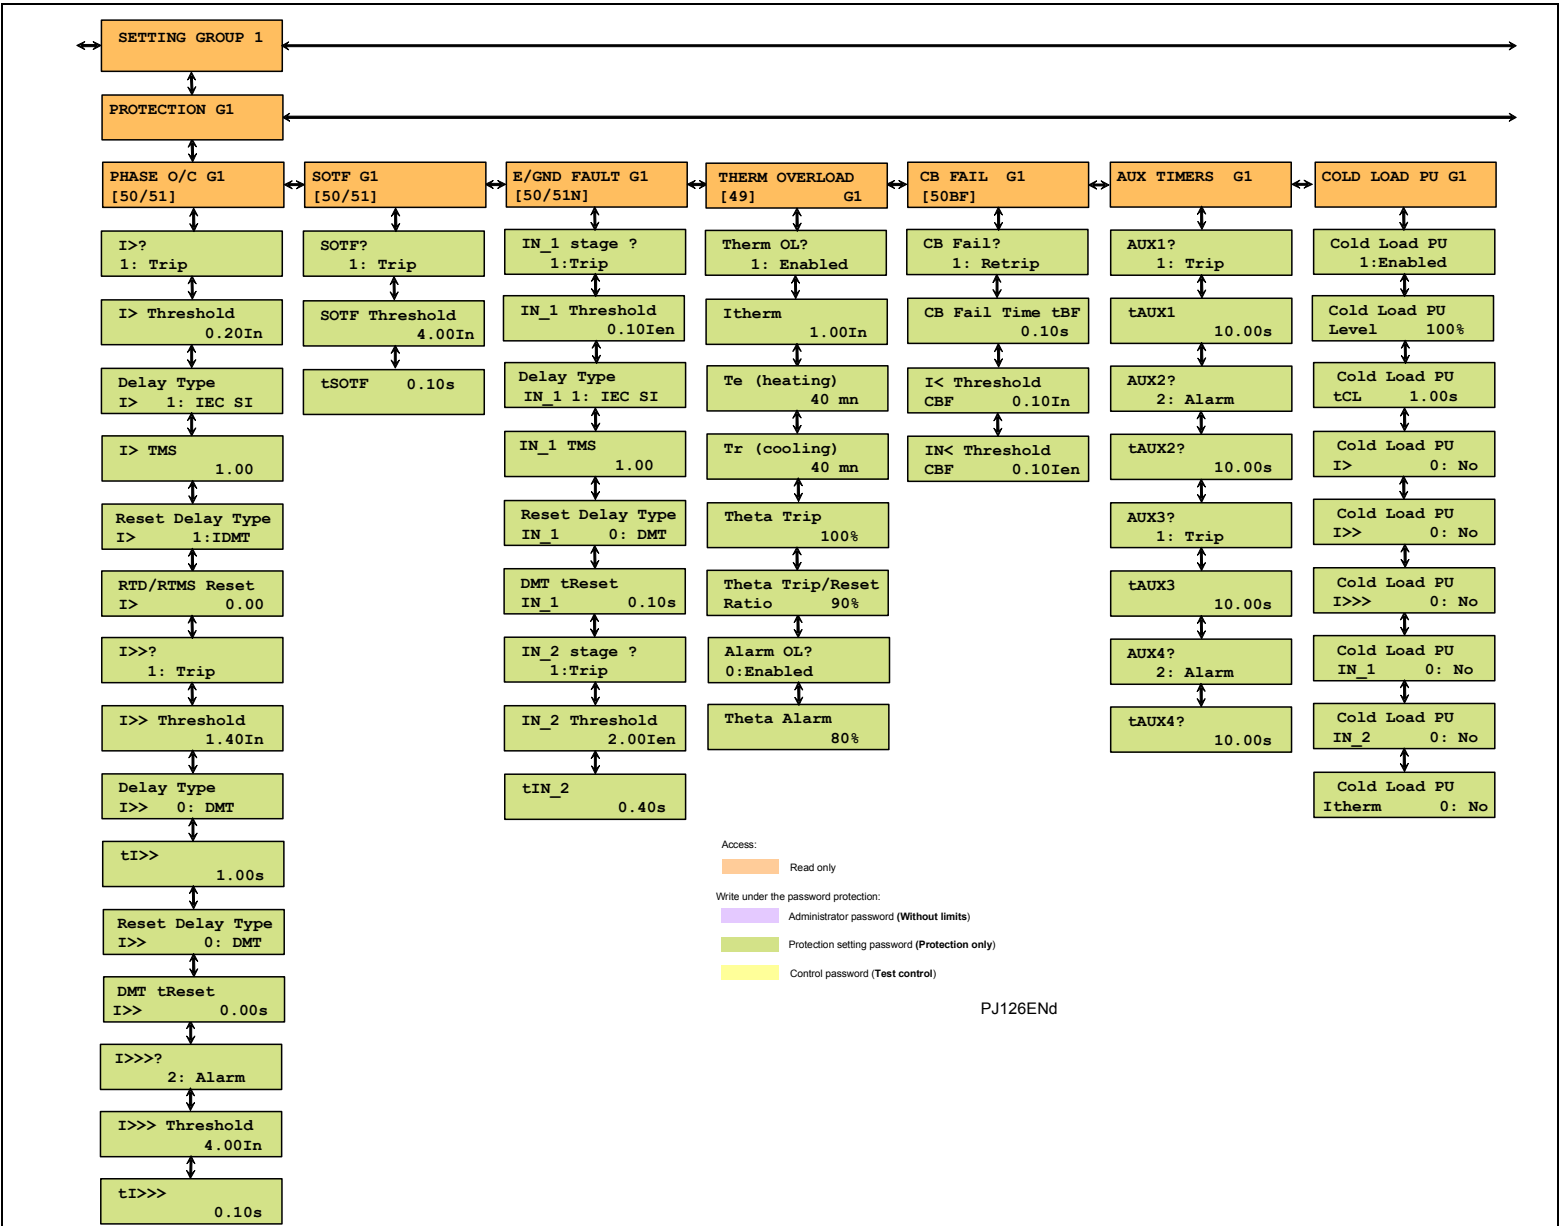 SETTING GROUP 1
PROTECTION G1
PHASE O/C G1
[50/51]
I>?
1: Trip
I> Threshold
0.20In
Delay Type
I> 1: IEC SI
I> TMS
1.00
Reset Delay Type
I> 1:IDMT
RTD/RTMS Reset
I> 0.00
I>>?
1: Trip
I>> Threshold
1.40In
Delay Type
I>> 0: DMT
tI>>
1.00s
Reset Delay Type
I>> 0: DMT
DMT tReset
I>> 0.00s
I>>>?
2: Alarm
I>>> Threshold
4.00In
tI>>>
0.10s
SOTF G1
[50/51]
SOTF?
1: Trip
SOTF Threshold
4.00In
tSOTF 0.10s
E/GND FAULT G1
[50/51N]
IN_1 stage ?
1:Trip
IN_1 Threshold
0.10Ien
Delay Type
IN_1 1: IEC SI
IN_1 TMS
1.00
Reset Delay Type
IN_1 0: DMT
DMT tReset
IN_1 0.10s
IN_2 stage ?
1:Trip
IN_2 Threshold
2.00Ien
tIN_2
0.40s
THERM OVERLOAD
[49] G1
Therm OL?
1: Enabled
Itherm
1.00In
Te (heating)
40 mn
Tr (cooling)
40 mn
Theta Trip
100%
Theta Trip/Reset
Ratio 90%
Alarm OL?
0:Enabled
Theta Alarm
80%
CB FAIL G1
[50BF]
CB Fail?
1: Retrip
CB Fail Time tBF
0.10s
I< Threshold
CBF 0.10In
IN< Threshold
CBF 0.10Ien
AUX TIMERS G1
AUX1?
1: Trip
tAUX1
10.00s
AUX2?
2: Alarm
tAUX2?
10.00s
AUX3?
1: Trip
tAUX3
10.00s
AUX4?
2: Alarm
tAUX4?
10.00s
COLD LOAD PU G1
Cold Load PU
1:Enabled
Cold Load PU
Level 100%
Cold Load PU
tCL 1.00s
Cold Load PU
I> 0: No
Cold Load PU
I>> 0: No
Cold Load PU
I>>> 0: No
Cold Load PU
IN_1 0: No
Cold Load PU
IN_2 0: No
Cold Load PU
Itherm 0: No
Access:
Read only
Write under the password protection:
Administrator password (Without limits)
Protection setting password (Protection only)
Control password (Test control)
PJ126ENd